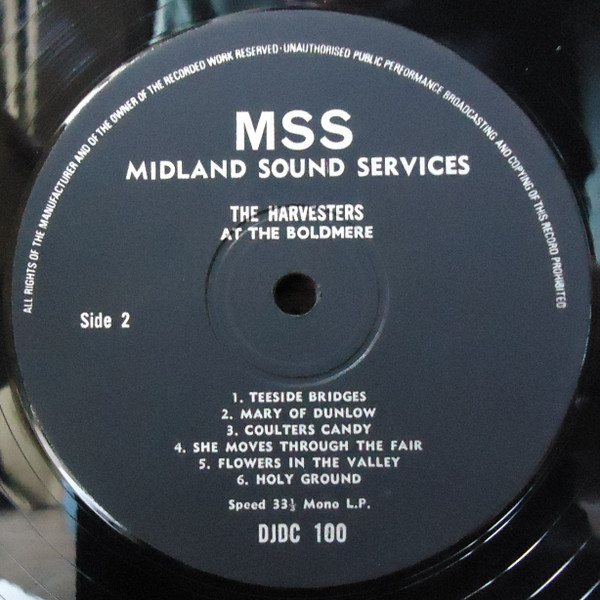 ALL RIGHTS OF THE MANUFACTURER AND OF THE OWNER OF THE RECORDED WORK RESERVED · UNAUTHORISED PUBLIC PERFORMANCE BROADCASTING AND COPYING OF THIS RECORD PROHIBITED
MSS
MIDLAND SOUND SERVICES
THE HARVESTERS
AT THE BOLDMERE
Side 2
1. TEESIDE BRIDGES
2. MARY OF DUNLOW
3. COULTERS CANDY
4. SHE MOVES THROUGH THE FAIR
5. FLOWERS IN THE VALLEY
6. HOLY GROUND
Speed 33⅓ Mono L.P.
DJDC 100